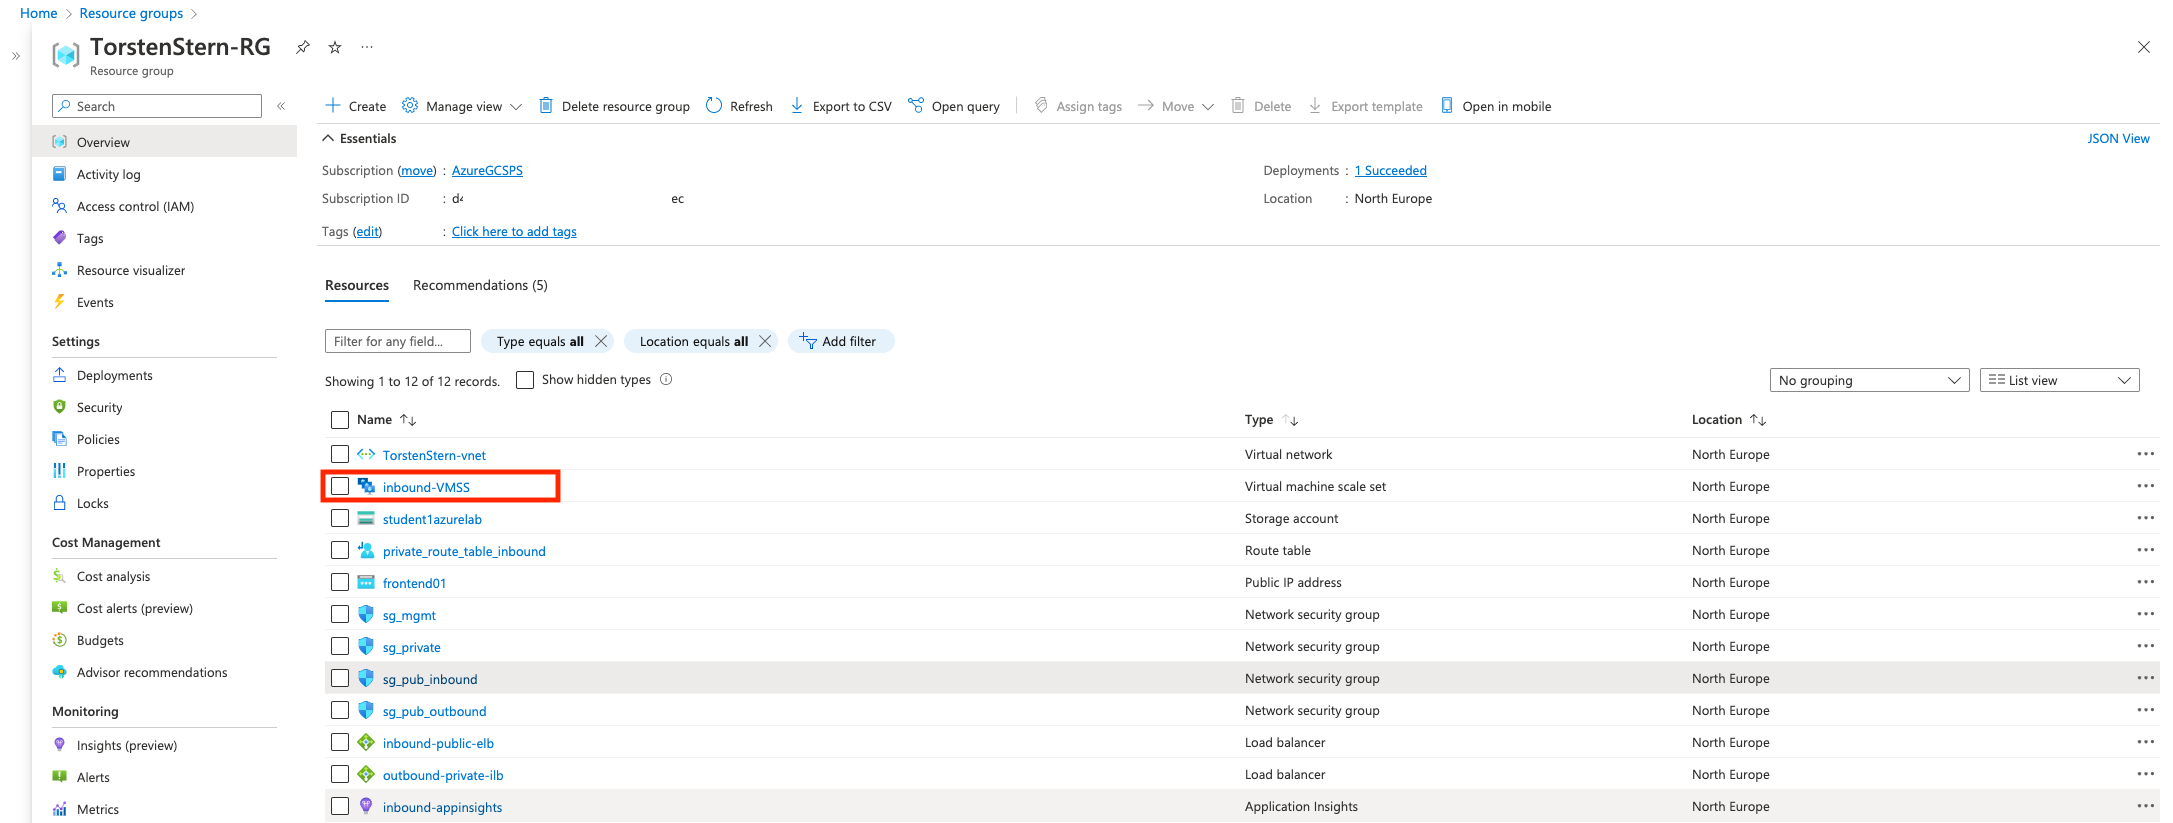 Home > Resource groups >
TorstenStern-RG
Resource group
Search
Overview
Activity log
Access control (IAM)
Tags
Resource visualizer
Events
Settings
Deployments
Security
Policies
Properties
Locks
Cost Management
Cost analysis
Cost alerts (preview)
Budgets
Advisor recommendations
Monitoring
Insights (preview)
Alerts
Metrics
Create Manage view Delete resource group Refresh Export to CSV Open query Assign tags Move Delete Export template Open in mobile
Essentials JSON View
Subscription (move) : AzureGCSPS Deployments : 1 Succeeded
Subscription ID : d4 ec Location : North Europe
Tags (edit) : Click here to add tags
Resources Recommendations (5)
Filter for any field... Type equals all Location equals all Add filter
Showing 1 to 12 of 12 records. Show hidden types No grouping List view
Name Type Location
TorstenStern-vnet Virtual network North Europe
inbound-VMSS Virtual machine scale set North Europe
student1azurelab Storage account North Europe
private_route_table_inbound Route table North Europe
frontend01 Public IP address North Europe
sg_mgmt Network security group North Europe
sg_private Network security group North Europe
sg_pub_inbound Network security group North Europe
sg_pub_outbound Network security group North Europe
inbound-public-elb Load balancer North Europe
outbound-private-ilb Load balancer North Europe
inbound-appinsights Application Insights North Europe